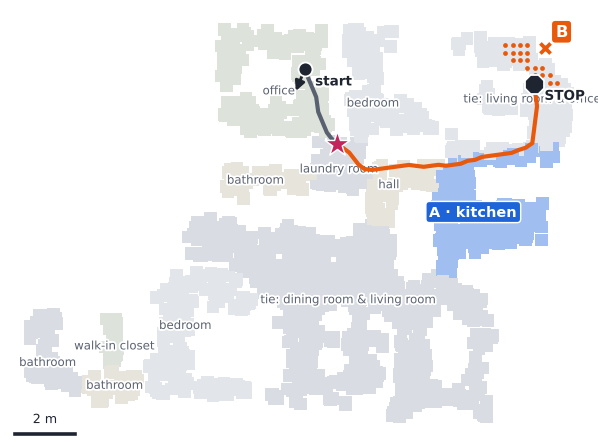 B
start
office
STOP
tie: living room
bedroom
laundry room
bathroom
hall
A · kitchen
tie: dining room & living room
bedroom
walk-in closet
bathroom
bathroom
2 m